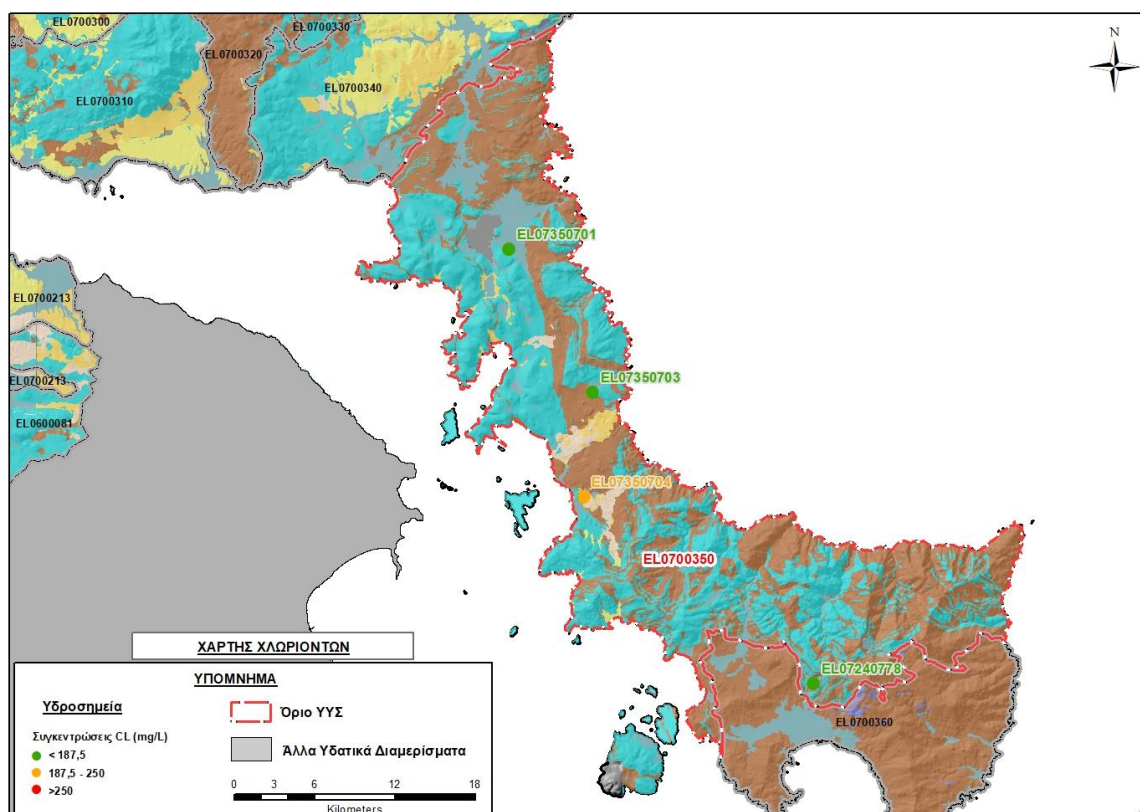 EL0700300
EL0700330
EL0700320
EL0700340
EL0700310
N
EL07350701
EL0700213
EL0700213
EL0600081
EL07350703
EL07350704
EL0700350
EL07240778
EL0700360
ΧΑΡΤΗΣ ΧΛΩΡΙΟΝΤΩΝ
ΥΠΟΜΝΗΜΑ
Υδροσημεία
Συγκεντρώσεις CL (mg/L)
< 187,5
187,5 - 250
>250
Όριο ΥΥΣ
Άλλα Υδατικά Διαμερίσματα
0 3 6 12 18
Kilometers